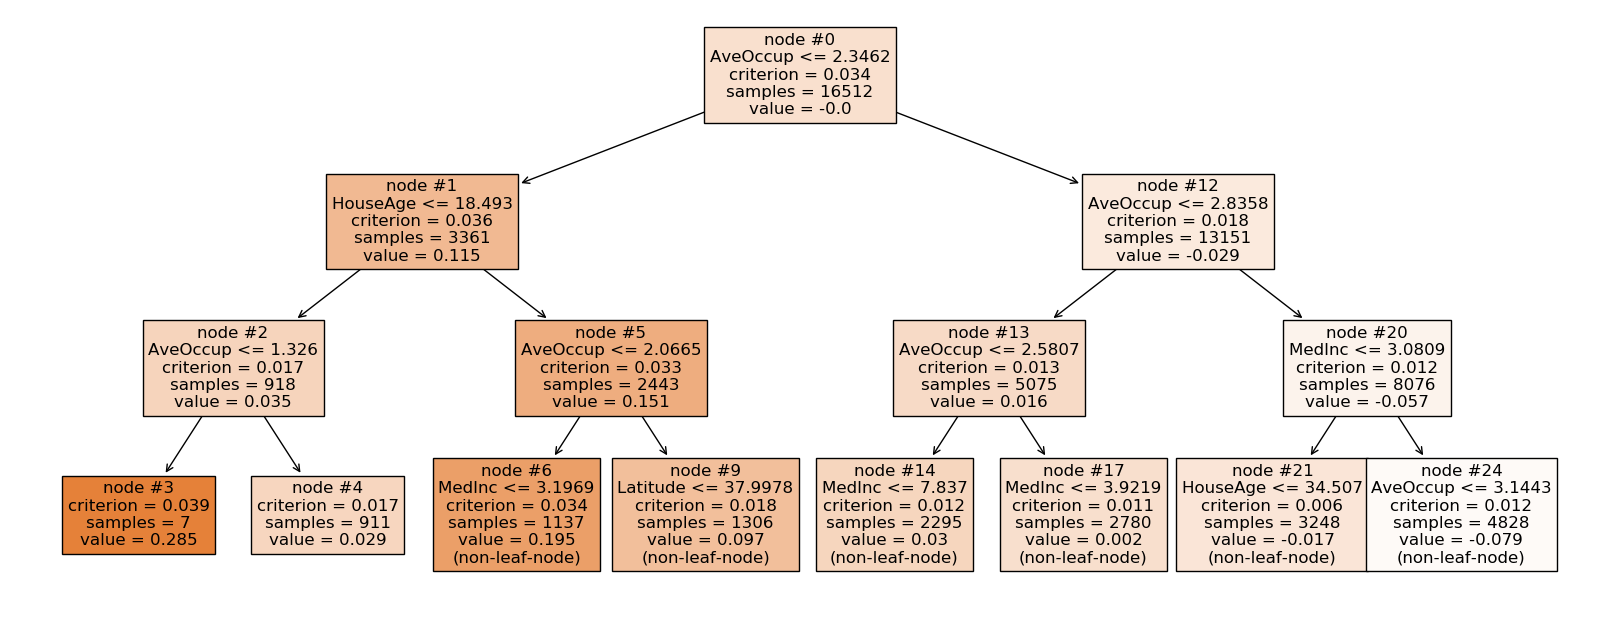 node #0
AveOccup <= 2.3462
criterion = 0.034
samples = 16512
value = -0.0
node #1
HouseAge <= 18.493
criterion = 0.036
samples = 3361
value = 0.115
node #12
AveOccup <= 2.8358
criterion = 0.018
samples = 13151
value = -0.029
node #2
AveOccup <= 1.326
criterion = 0.017
samples = 918
value = 0.035
node #5
AveOccup <= 2.0665
criterion = 0.033
samples = 2443
value = 0.151
node #13
AveOccup <= 2.5807
criterion = 0.013
samples = 5075
value = 0.016
node #20
MedInc <= 3.0809
criterion = 0.012
samples = 8076
value = -0.057
node #3
criterion = 0.039
samples = 7
value = 0.285
node #4
criterion = 0.017
samples = 911
value = 0.029
node #6
MedInc <= 3.1969
criterion = 0.034
samples = 1137
value = 0.195
(non-leaf-node)
node #9
Latitude <= 37.9978
criterion = 0.018
samples = 1306
value = 0.097
(non-leaf-node)
node #14
MedInc <= 7.837
criterion = 0.012
samples = 2295
value = 0.03
(non-leaf-node)
node #17
MedInc <= 3.9219
criterion = 0.011
samples = 2780
value = 0.002
(non-leaf-node)
node #21
HouseAge <= 34.507
criterion = 0.006
samples = 3248
value = -0.017
(non-leaf-node)
node #24
AveOccup <= 3.1443
criterion = 0.012
samples = 4828
value = -0.079
(non-leaf-node)